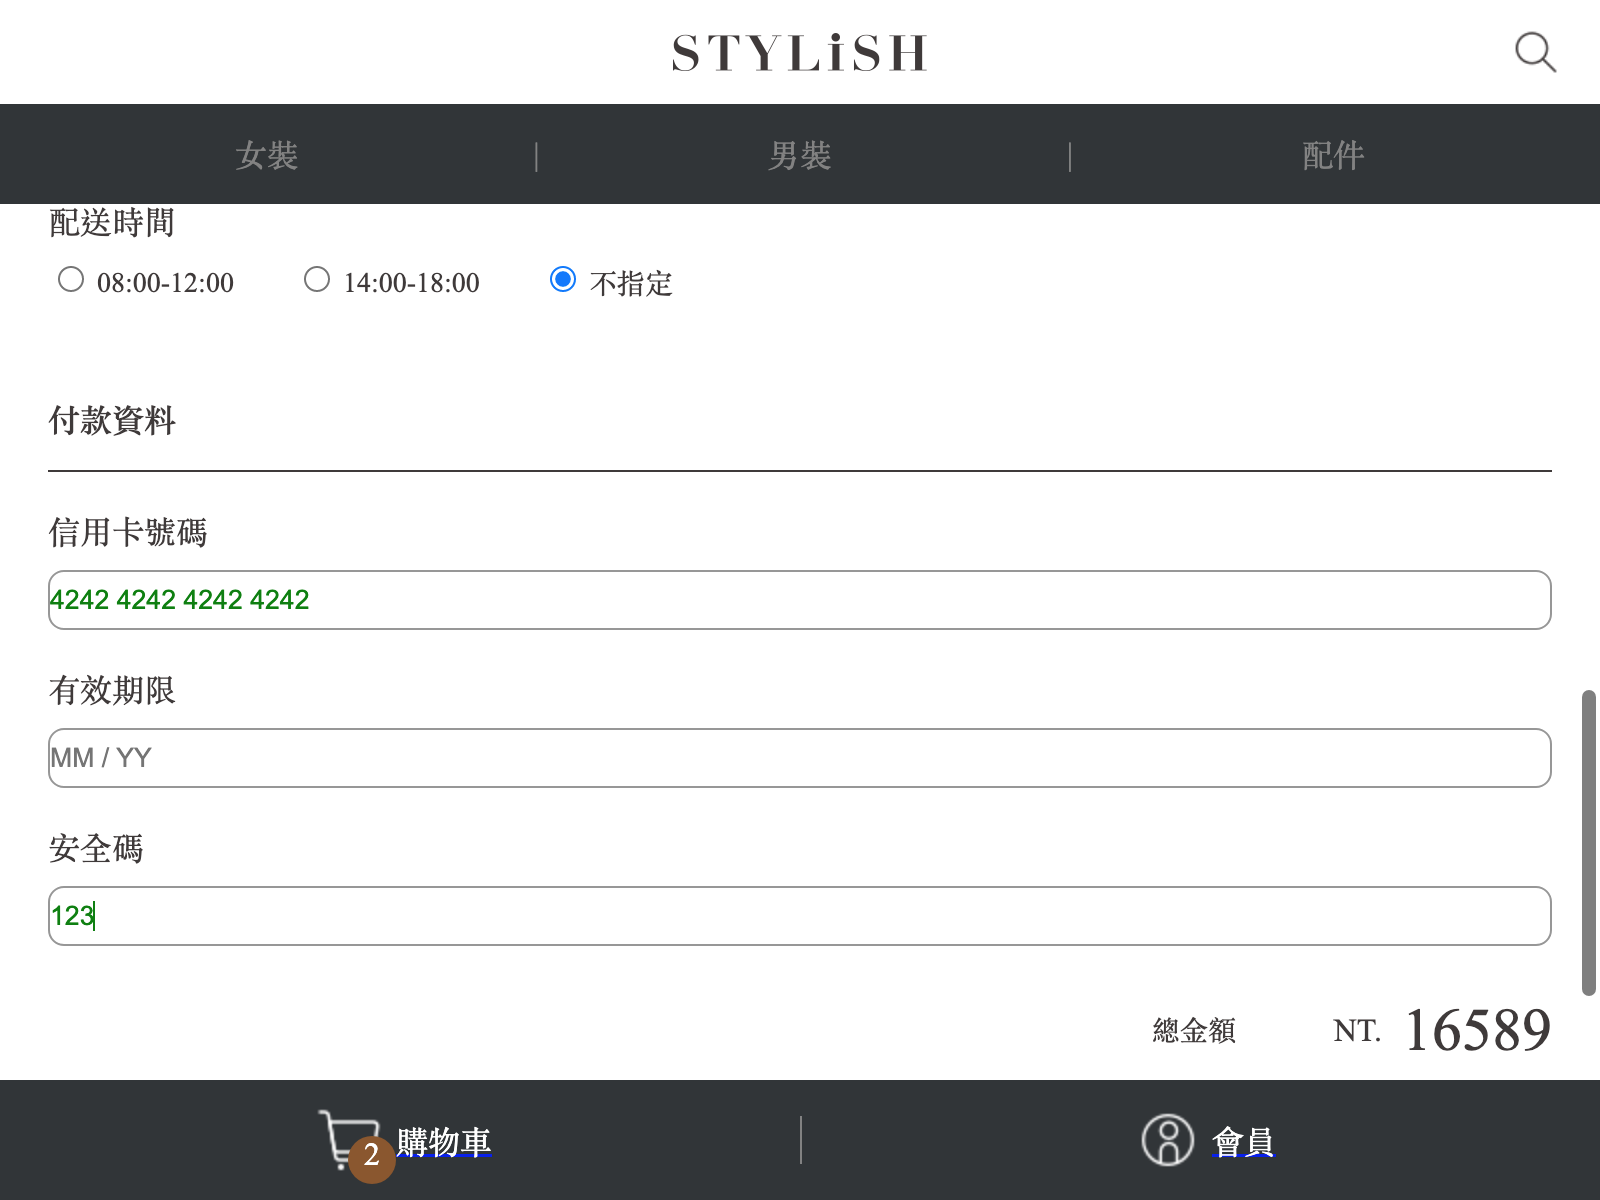 STYLiSH
女裝 | 男裝 | 配件
配送時間
08:00-12:00 14:00-18:00 不指定
付款資料
信用卡號碼
4242 4242 4242 4242
有效期限
MM / YY
安全碼
123
總金額 NT. 16589
2 購物車 | 會員